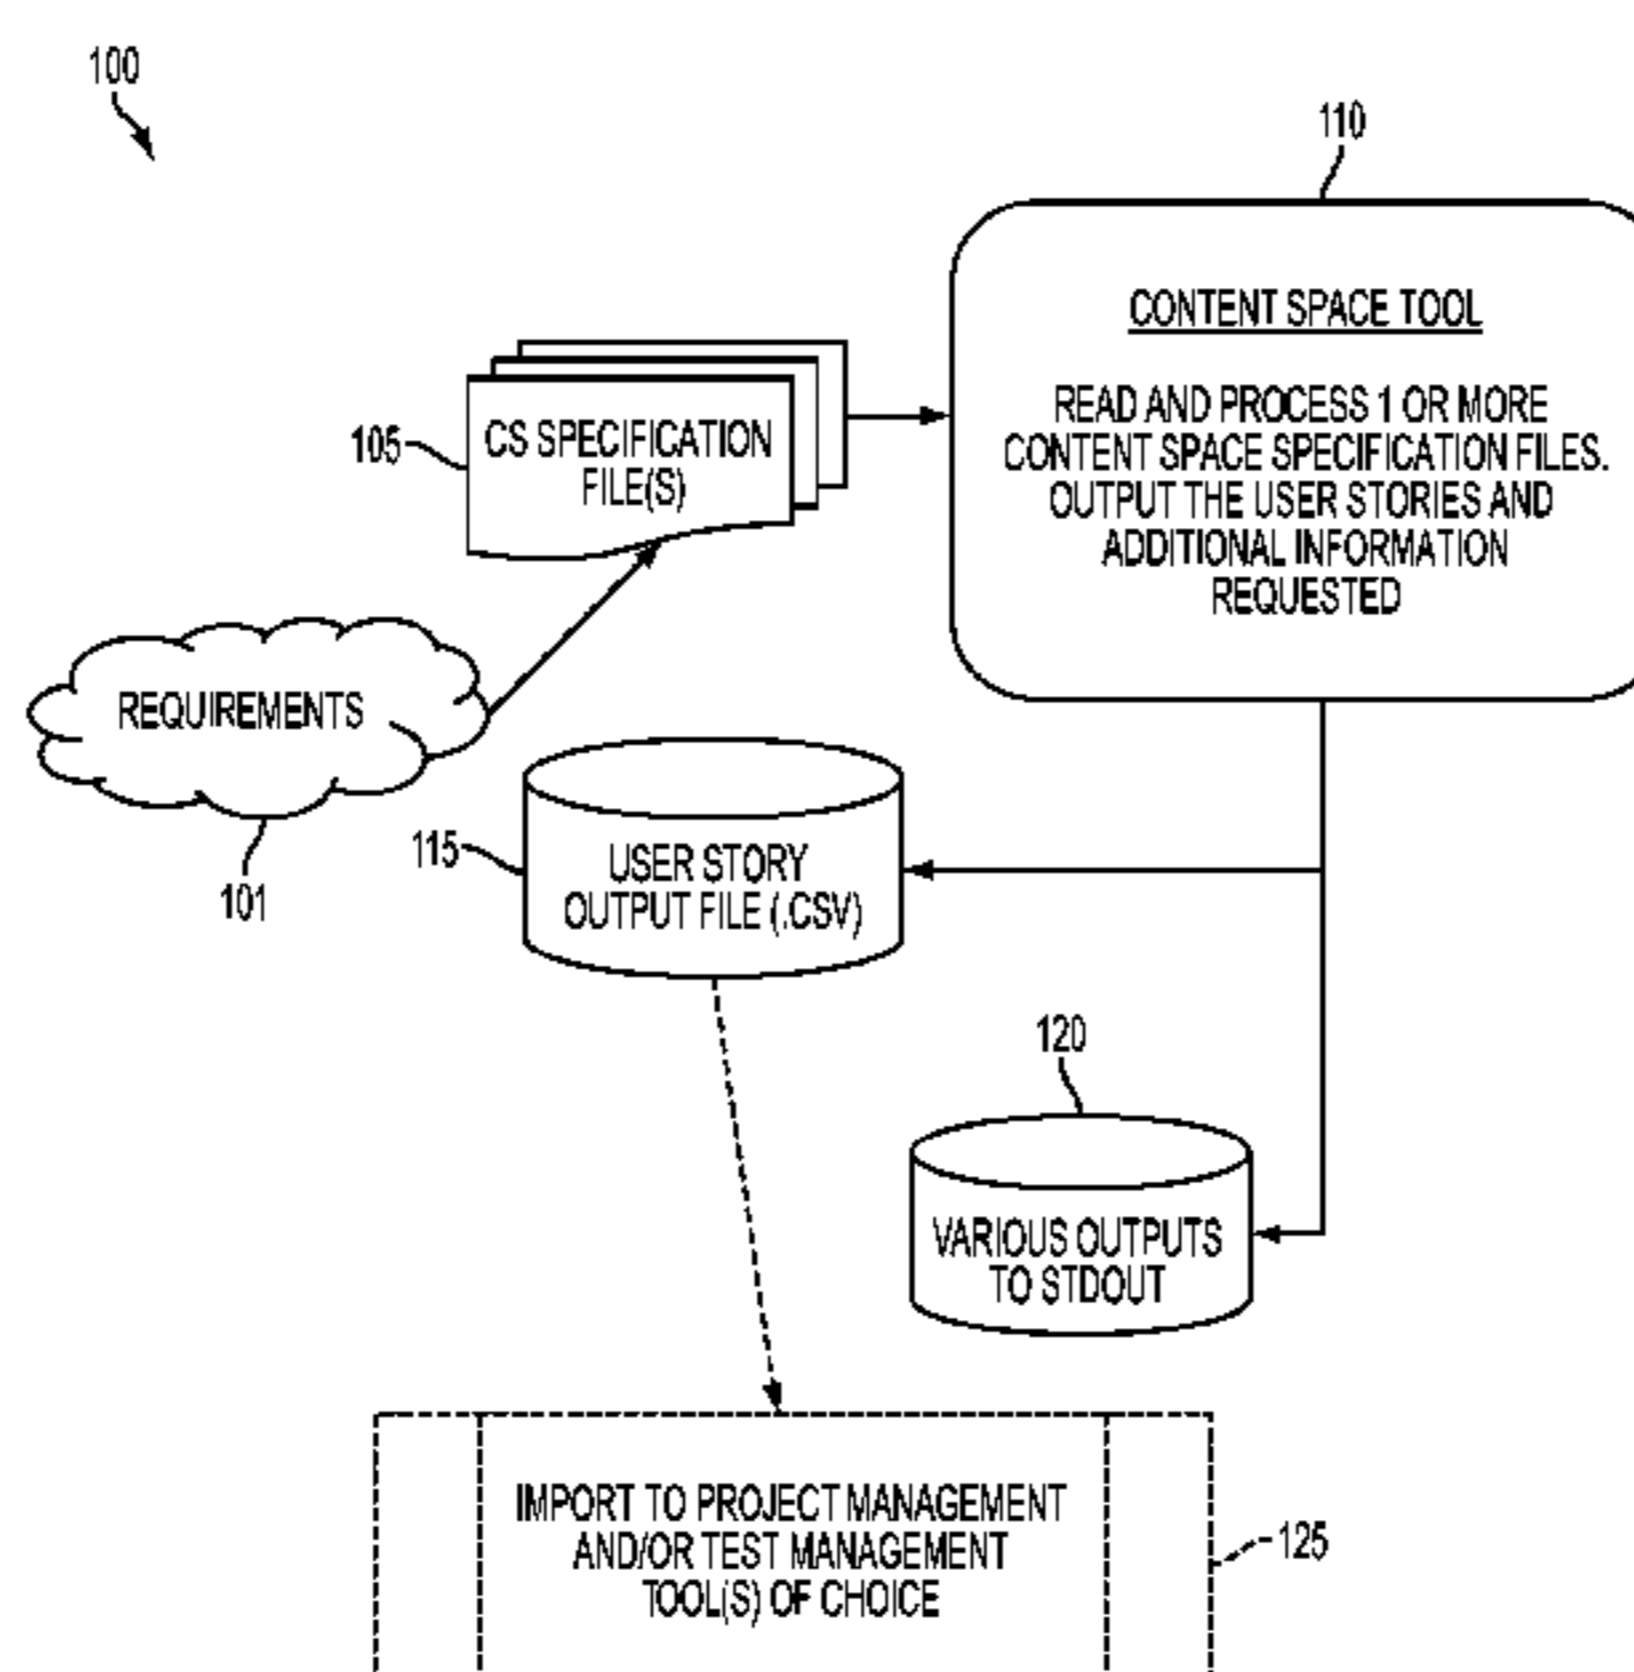 100
110
CONTENT SPACE TOOL
READ AND PROCESS 1 OR MORE
CONTENT SPACE SPECIFICATION FILES.
OUTPUT THE USER STORIES AND
ADDITIONAL INFORMATION
REQUESTED
105
CS SPECIFICATION
FILE(S)
REQUIREMENTS
101
115
USER STORY
OUTPUT FILE (.CSV)
120
VARIOUS OUTPUTS
TO STDOUT
IMPORT TO PROJECT MANAGEMENT
AND/OR TEST MANAGEMENT
TOOL(S) OF CHOICE
125